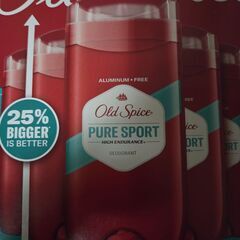 25%
BIGGER*
IS BETTER
ALUMINUM-FREE
Old Spice
PURE SPORT
HIGH ENDURANCE
DEODORANT